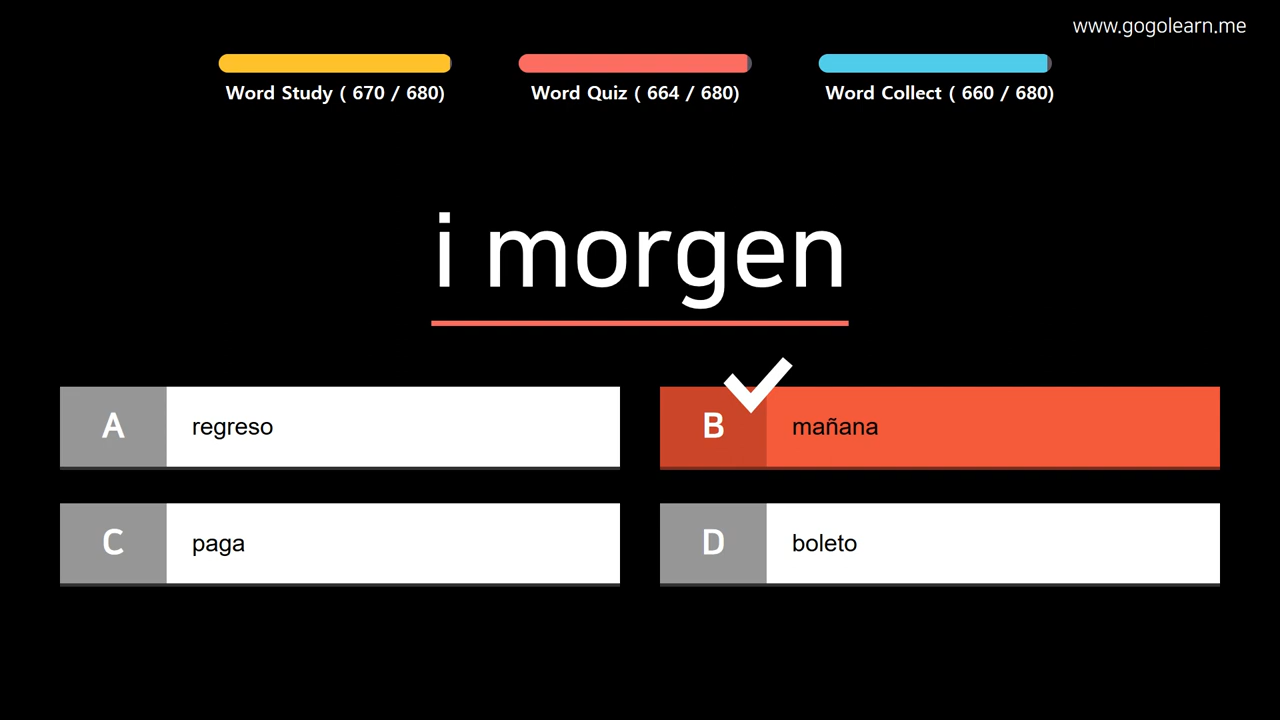 www.gogolearn.me
Word Study ( 670 / 680)
Word Quiz ( 664 / 680)
Word Collect ( 660 / 680)
i morgen
A regreso
B mañana
C paga
D boleto